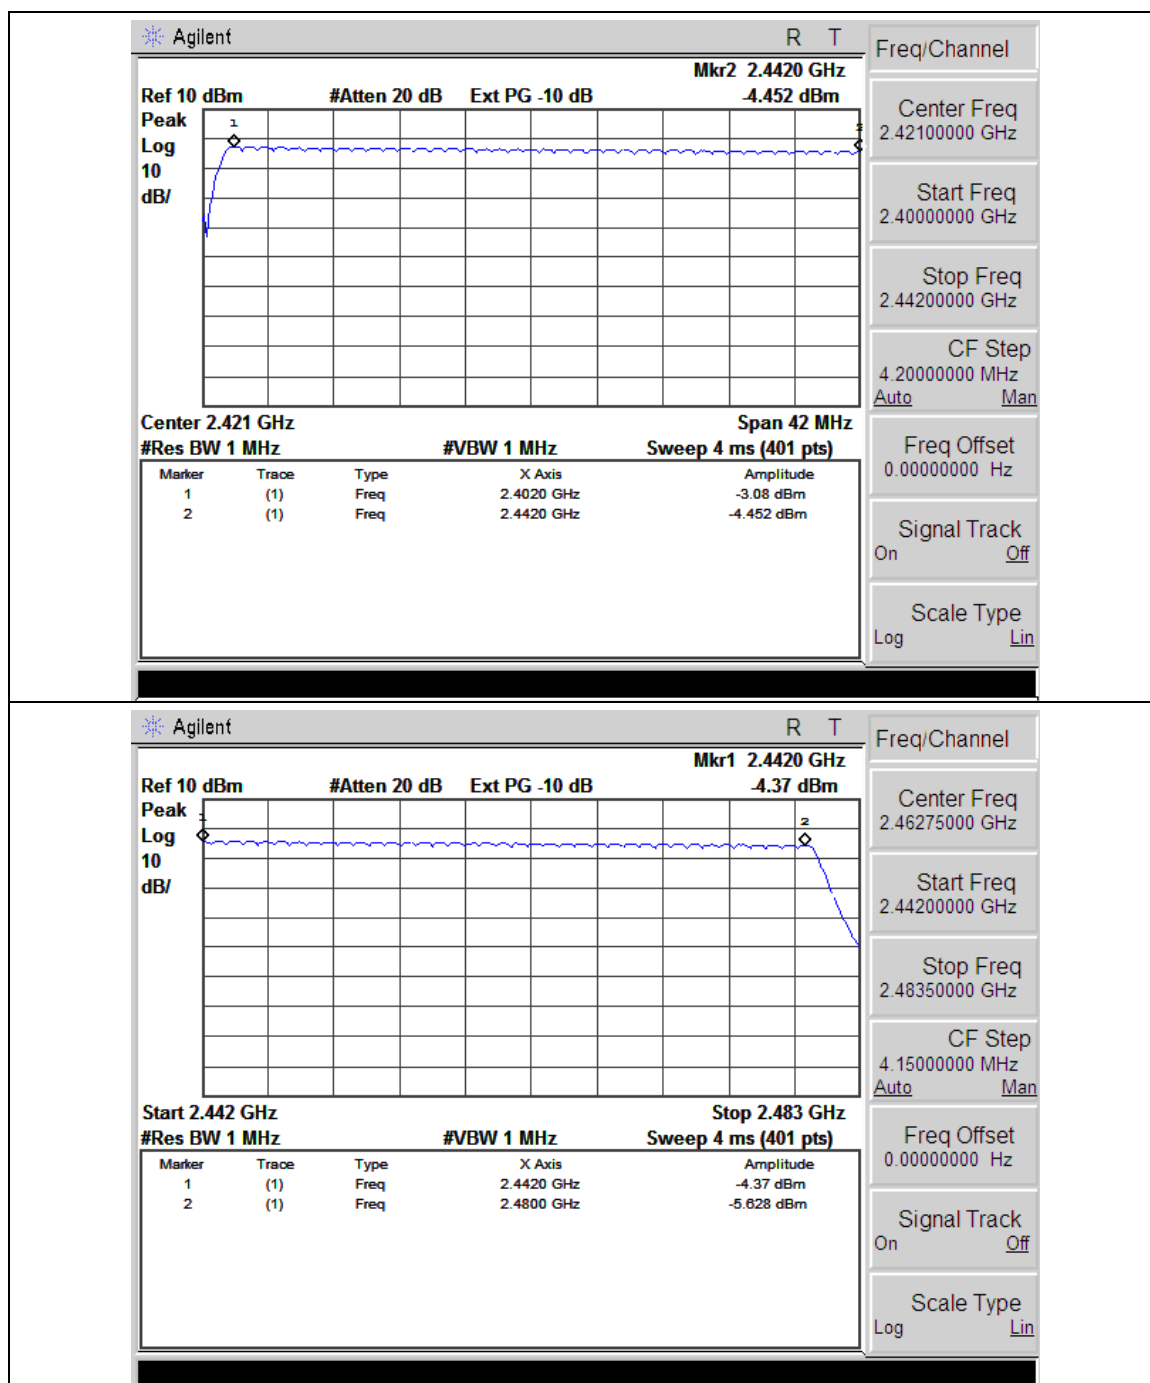 Agilent R T
Freq/Channel
Mkr2 2.4420 GHz
Ref 10 dBm #Atten 20 dB Ext PG -10 dB -4.452 dBm
Peak
Log
10
dB/
1
2
Center Freq
2.42100000 GHz
Start Freq
2.40000000 GHz
Stop Freq
2.44200000 GHz
CF Step
4.20000000 MHz
Auto Man
Freq Offset
0.00000000 Hz
Signal Track
On Off
Scale Type
Log Lin
Center 2.421 GHz Span 42 MHz
#Res BW 1 MHz #VBW 1 MHz Sweep 4 ms (401 pts)
Marker Trace Type X Axis Amplitude
1 (1) Freq 2.4020 GHz -3.08 dBm
2 (1) Freq 2.4420 GHz -4.452 dBm
Agilent R T
Freq/Channel
Mkr1 2.4420 GHz
Ref 10 dBm #Atten 20 dB Ext PG -10 dB -4.37 dBm
Peak
Log
10
dB/
1
2
Center Freq
2.46275000 GHz
Start Freq
2.44200000 GHz
Stop Freq
2.48350000 GHz
CF Step
4.15000000 MHz
Auto Man
Freq Offset
0.00000000 Hz
Signal Track
On Off
Scale Type
Log Lin
Start 2.442 GHz Stop 2.483 GHz
#Res BW 1 MHz #VBW 1 MHz Sweep 4 ms (401 pts)
Marker Trace Type X Axis Amplitude
1 (1) Freq 2.4420 GHz -4.37 dBm
2 (1) Freq 2.4800 GHz -5.628 dBm